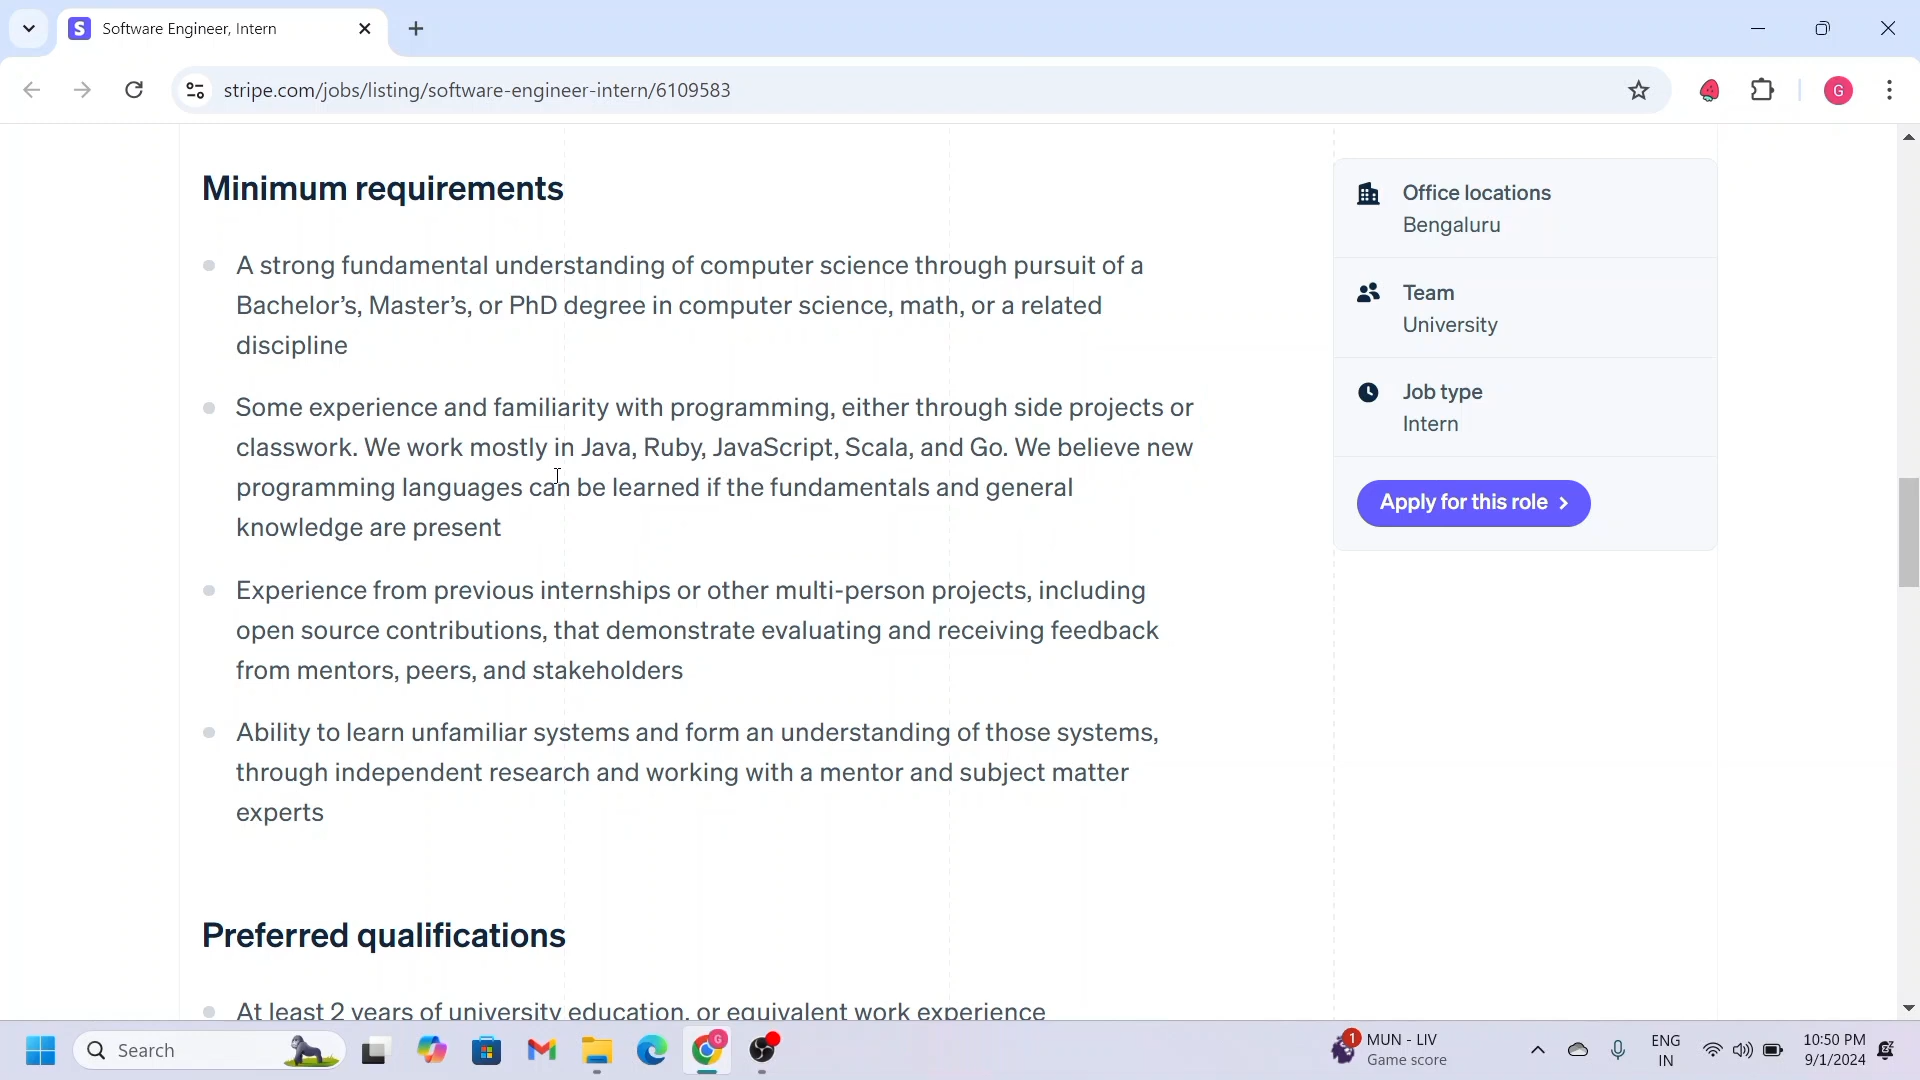 Software Engineer, Intern
stripe.com/jobs/listing/software-engineer-intern/6109583
G
Minimum requirements
A strong fundamental understanding of computer science through pursuit of a
Bachelor’s, Master’s, or PhD degree in computer science, math, or a related
discipline
Some experience and familiarity with programming, either through side projects or
classwork. We work mostly in Java, Ruby, JavaScript, Scala, and Go. We believe new
programming languages can be learned if the fundamentals and general
knowledge are present
Experience from previous internships or other multi-person projects, including
open source contributions, that demonstrate evaluating and receiving feedback
from mentors, peers, and stakeholders
Ability to learn unfamiliar systems and form an understanding of those systems,
through independent research and working with a mentor and subject matter
experts
Preferred qualifications
At least 2 years of university education, or equivalent work experience
Office locations
Bengaluru
Team
University
Job type
Intern
Apply for this role
Search
G
1
MUN - LIV
Game score
ENG
IN
10:50 PM
9/1/2024